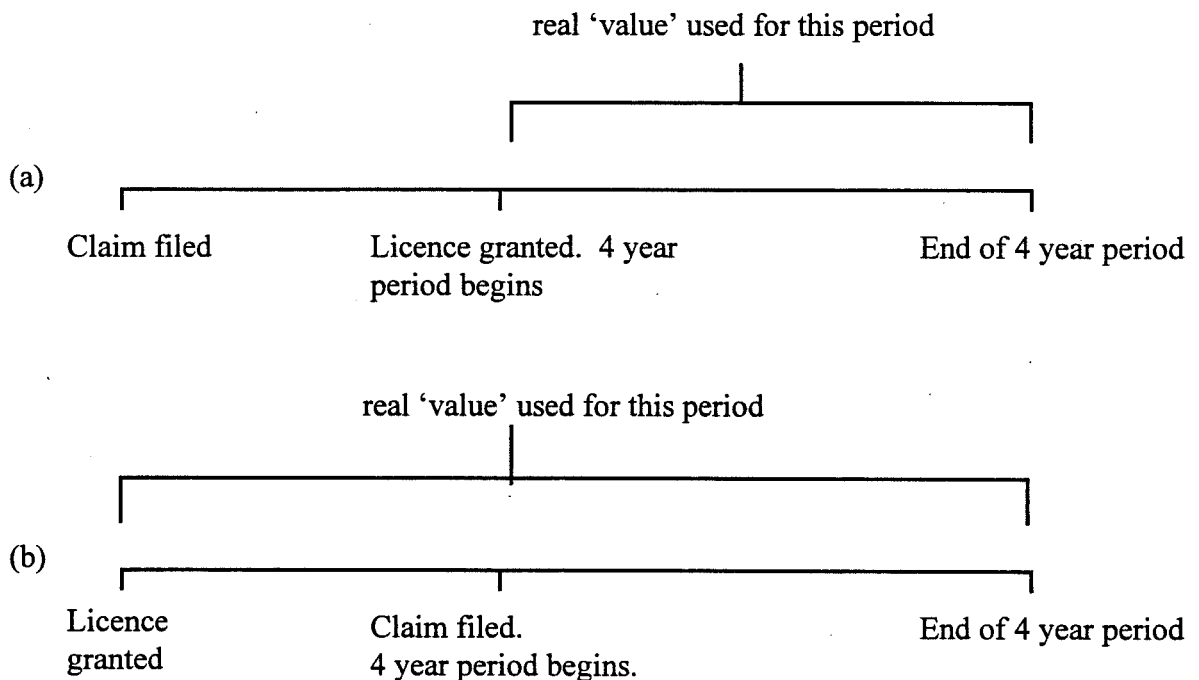 real ‘value’ used for this period
(a)
Claim filed
Licence granted. 4 year
period begins
End of 4 year period
real ‘value’ used for this period
(b)
Licence
granted
Claim filed.
4 year period begins.
End of 4 year period